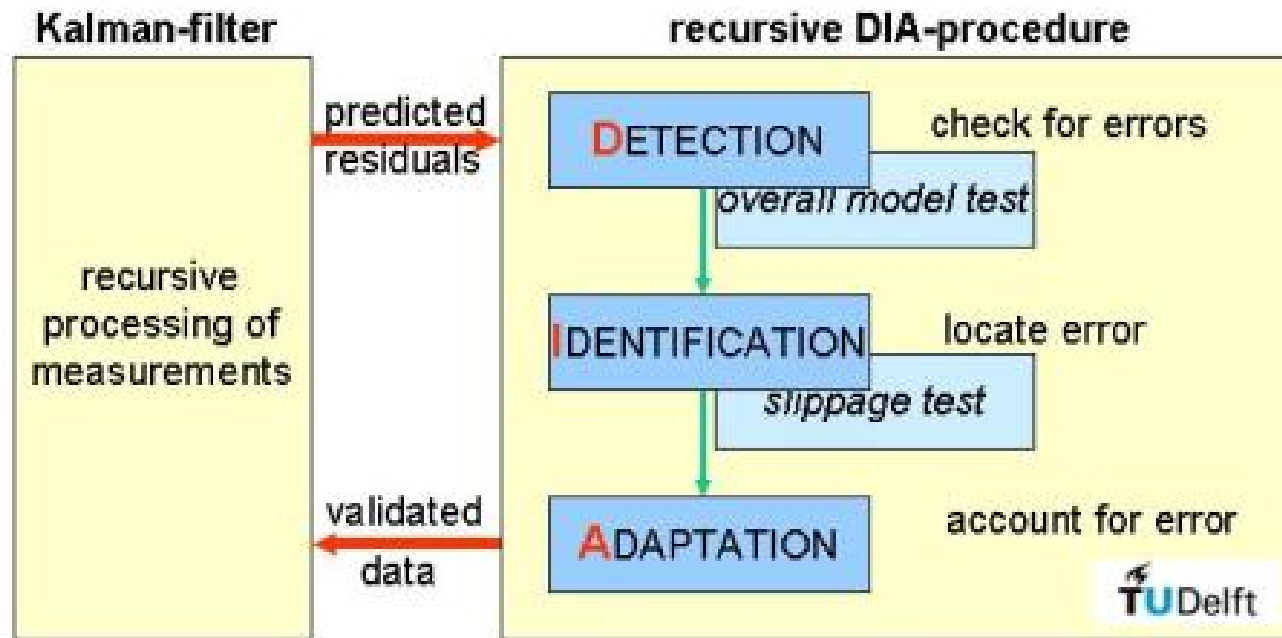 Kalman-filter
recursive
processing of
measurements
predicted
residuals
validated
data
recursive DIA-procedure
DETECTION
check for errors
overall model test
IDENTIFICATION
locate error
slippage test
ADAPTATION
account for error
TUDelft